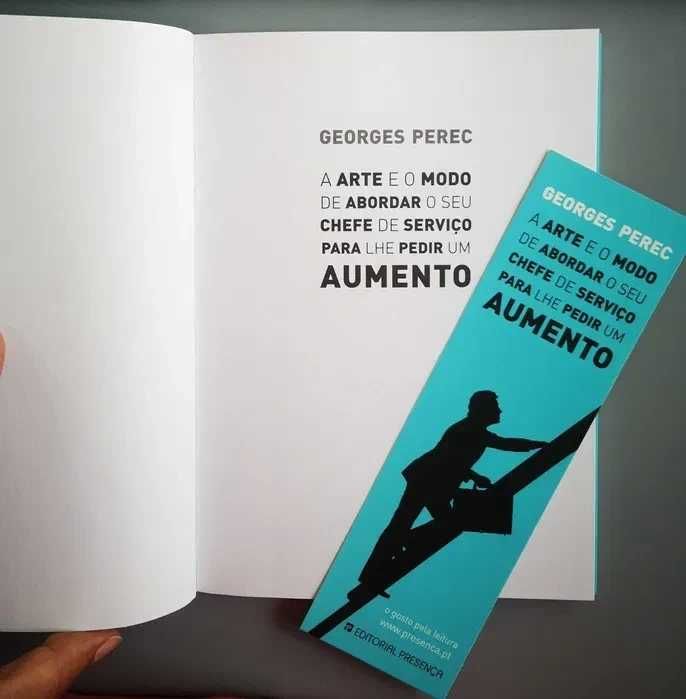 GEORGES PEREC
A ARTE E O MODO
DE ABORDAR O SEU
CHEFE DE SERVIÇO
PARA LHE PEDIR UM
AUMENTO
GEORGES PEREC
A ARTE E O MODO
DE ABORDAR O SEU
CHEFE DE SERVIÇO
PARA LHE PEDIR UM
AUMENTO
o gosto pela leitura
www.presenca.pt
EDITORIAL PRESENÇA